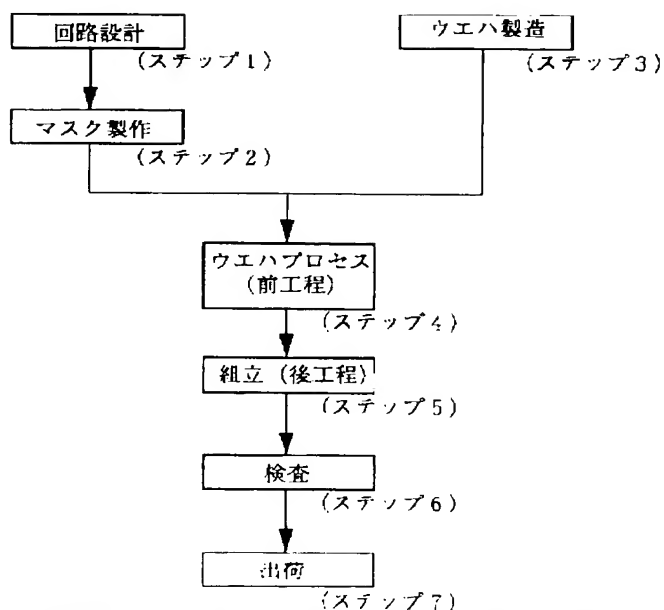 回路設計
(ステップ1)
ウエハ製造
(ステップ3)
マスク製作
(ステップ2)
ウエハプロセス
(前工程)
(ステップ4)
組立(後工程)
(ステップ5)
検査
(ステップ6)
出荷
(ステップ7)